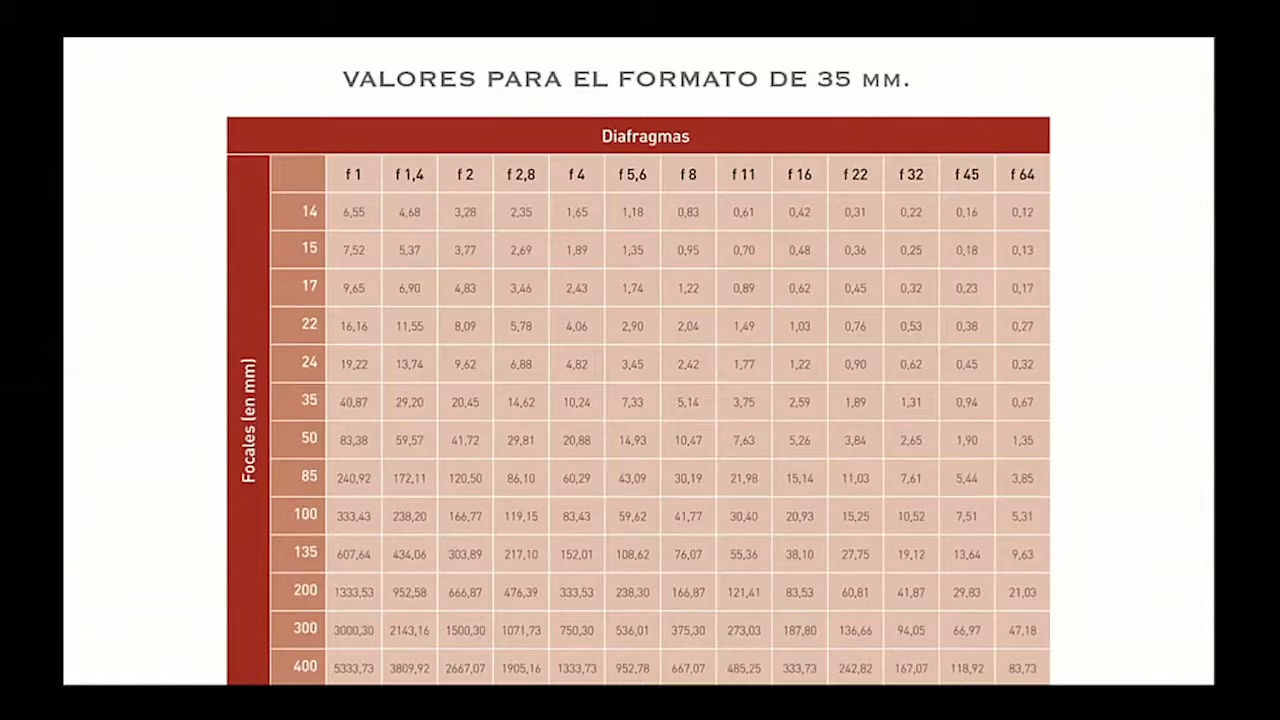 VALORES PARA EL FORMATO DE 35 MM.
Diafragmas
Focales (en mm)
f 1 f 1,4 f 2 f 2,8 f 4 f 5,6 f 8 f 11 f 16 f 22 f 32 f 45 f 64
14 6,55 4,68 3,28 2,35 1,65 1,18 0,83 0,61 0,42 0,31 0,22 0,16 0,12
15 7,52 5,37 3,77 2,69 1,89 1,35 0,95 0,70 0,48 0,36 0,25 0,18 0,13
17 9,65 6,90 4,83 3,46 2,43 1,74 1,22 0,89 0,62 0,45 0,32 0,23 0,17
22 16,16 11,55 8,09 5,78 4,06 2,90 2,04 1,49 1,03 0,76 0,53 0,38 0,27
24 19,22 13,74 9,62 6,88 4,82 3,45 2,42 1,77 1,22 0,90 0,62 0,45 0,32
35 40,87 29,20 20,45 14,62 10,24 7,33 5,14 3,75 2,59 1,89 1,31 0,94 0,67
50 83,38 59,57 41,72 29,81 20,88 14,93 10,47 7,63 5,26 3,84 2,65 1,90 1,35
85 240,92 172,11 120,50 86,10 60,29 43,09 30,19 21,98 15,14 11,03 7,61 5,44 3,85
100 333,43 238,20 166,77 119,15 83,43 59,62 41,77 30,40 20,93 15,25 10,52 7,51 5,31
135 607,64 434,06 303,89 217,10 152,01 108,62 76,07 55,36 38,10 27,75 19,12 13,64 9,63
200 1333,53 952,58 666,87 476,39 333,53 238,30 166,87 121,41 83,53 60,81 41,87 29,83 21,03
300 3000,30 2143,16 1500,30 1071,73 750,30 536,01 375,30 273,03 187,80 136,66 94,05 66,97 47,18
400 5333,73 3809,92 2667,07 1905,16 1333,73 952,78 667,07 485,25 333,73 242,82 167,07 118,92 83,73